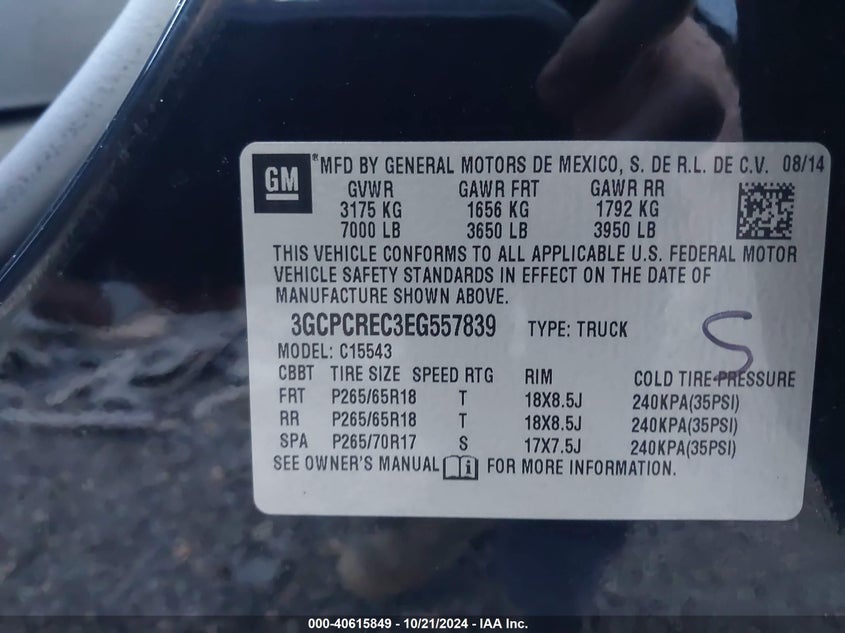 GM
® MFD BY GENERAL MOTORS DE MEXICO, S. DE R.L. DE C.V. 08/14
GVWR GAWR FRT GAWR RR
3175 KG 1656 KG 1792 KG
7000 LB 3650 LB 3950 LB
THIS VEHICLE CONFORMS TO ALL APPLICABLE U.S. FEDERAL MOTOR
VEHICLE SAFETY STANDARDS IN EFFECT ON THE DATE OF
MANUFACTURE SHOWN ABOVE.
3GCPCREC3EG557839 TYPE: TRUCK
S
MODEL: C15543
CBBT TIRE SIZE SPEED RTG RIM COLD TIRE PRESSURE
FRT P265/65R18 T 18X8.5J 240KPA(35PSI)
RR P265/65R18 T 18X8.5J 240KPA(35PSI)
SPA P265/70R17 S 17X7.5J 240KPA(35PSI)
SEE OWNER'S MANUAL FOR MORE INFORMATION.
000-40615849 - 10/21/2024 - IAA Inc.